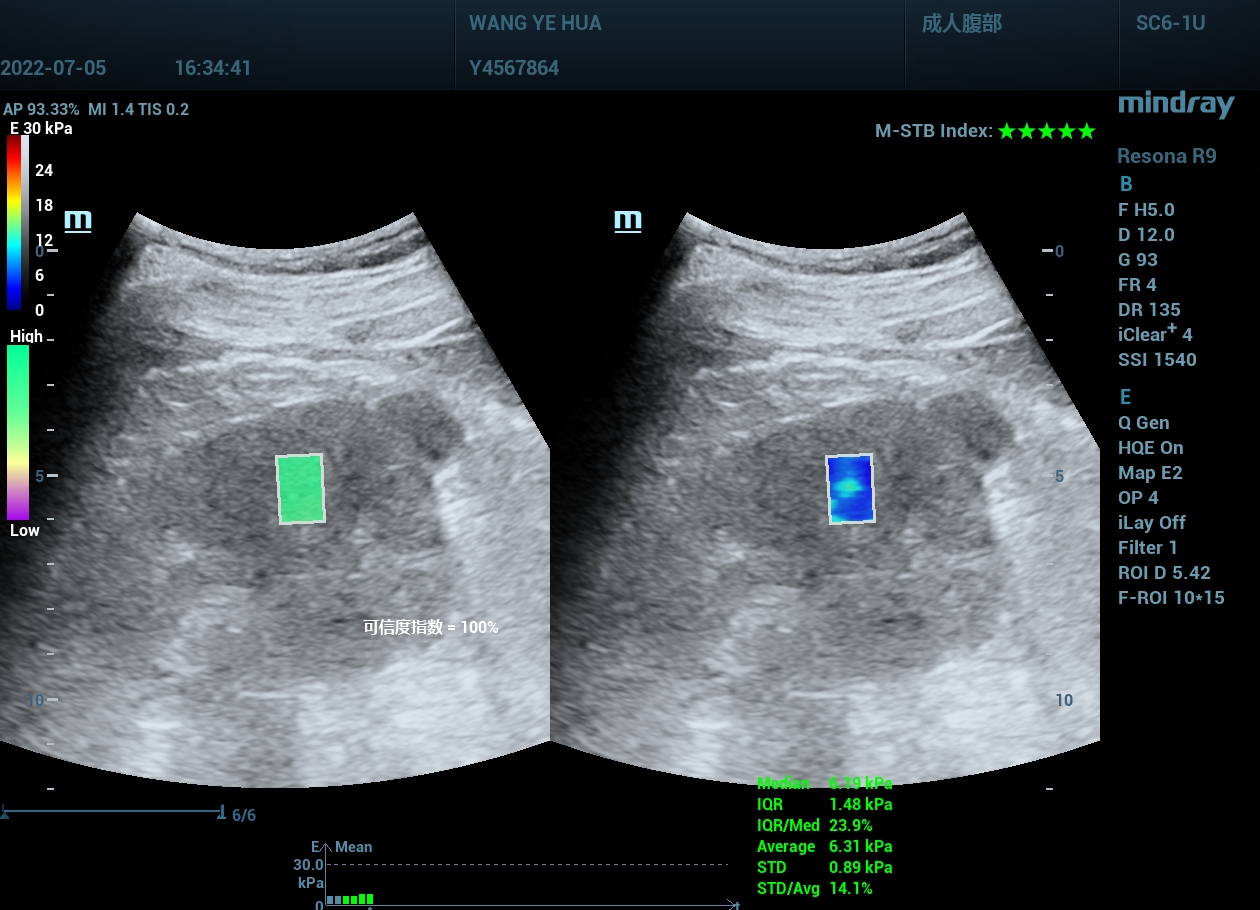 WANG YE HUA
成人腹部
SC6-1U
2022-07-05 16:34:41
Y4567864
AP 93.33% MI 1.4 TIS 0.2
mindray
E 30 kPa
M-STB Index: ★★★★★
Resona R9
24
18
12
6
0
m
m
0
0
B
F H5.0
D 12.0
G 93
FR 4
DR 135
iClear+ 4
SSI 1540
High
Low
5
5
E
Q Gen
HQE On
Map E2
OP 4
iLay Off
Filter 1
ROI D 5.42
F-ROI 10*15
可信度指数 = 100%
10
10
Median 6.19 kPa
IQR 1.48 kPa
IQR/Med 23.9%
Average 6.31 kPa
STD 0.89 kPa
STD/Avg 14.1%
6/6
E Mean
30.0
kPa
0
t